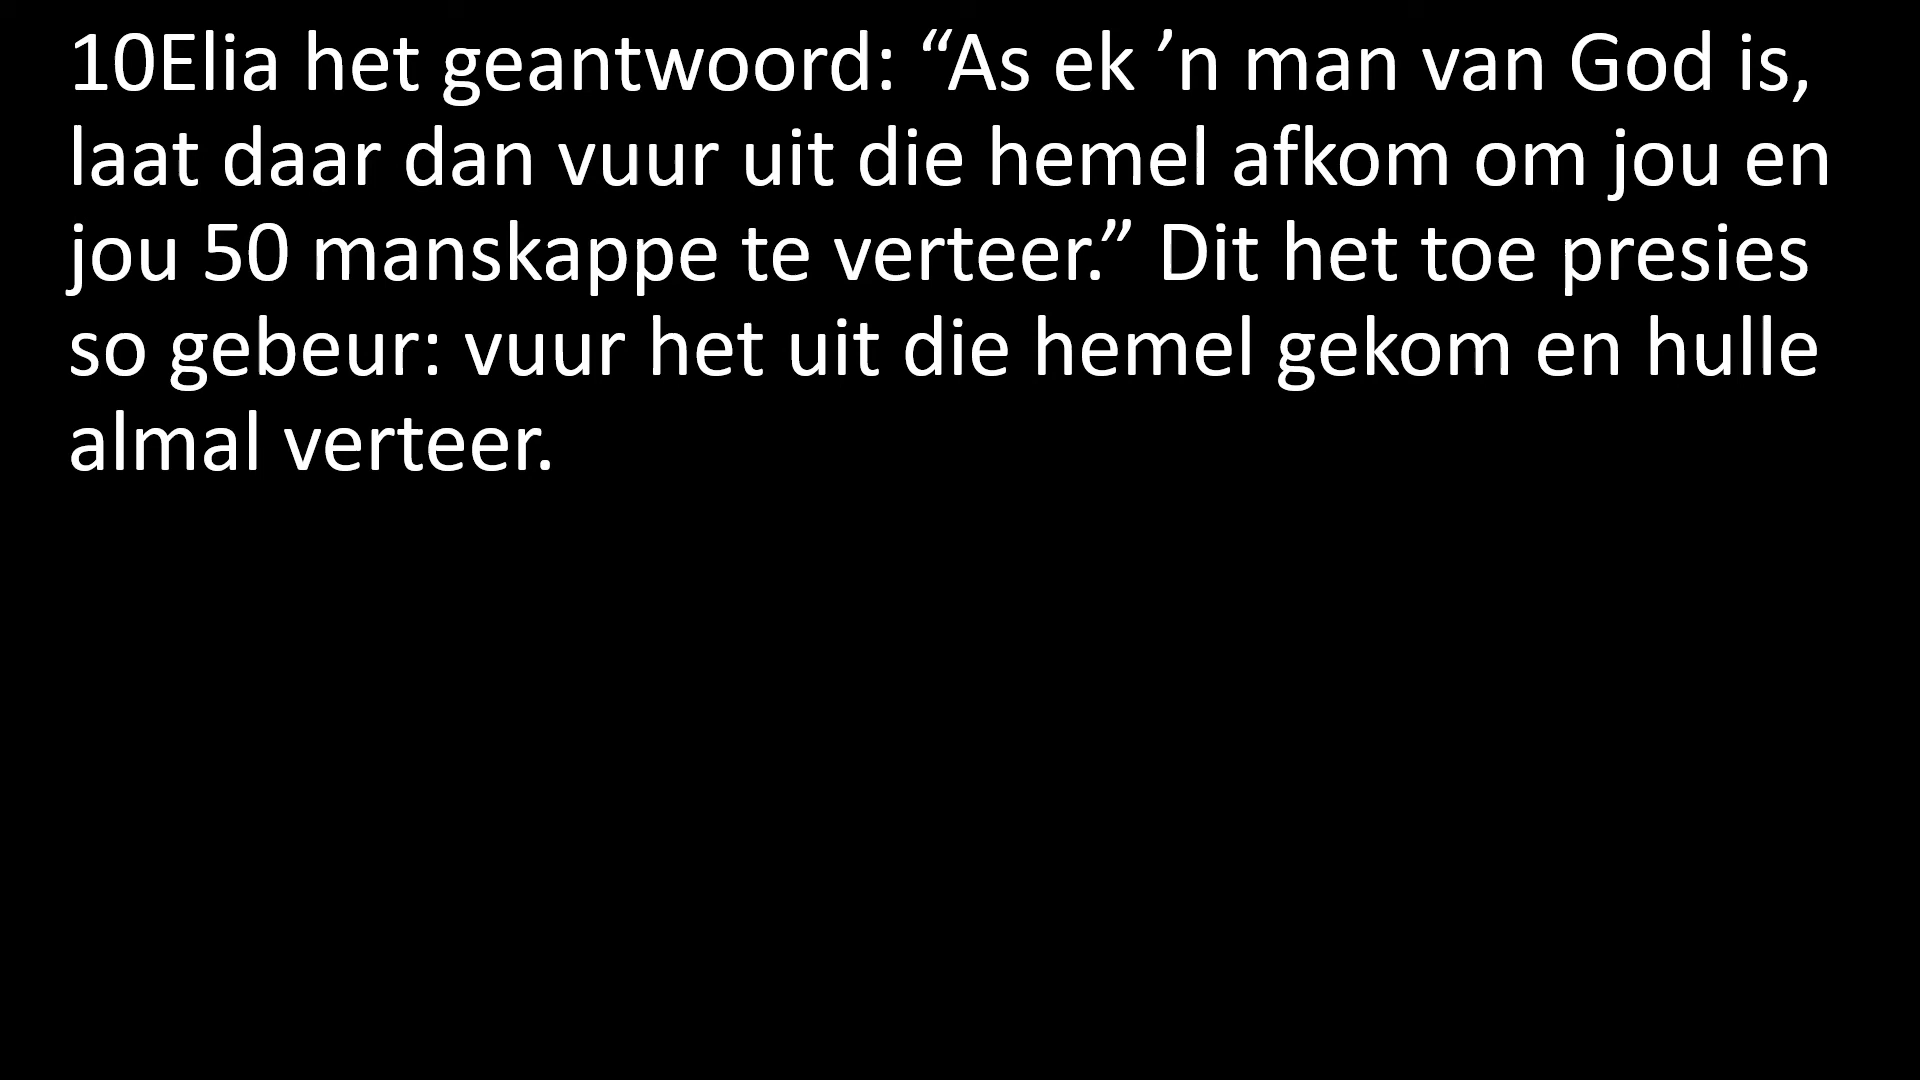 10Elia het geantwoord: “As ek ’n man van God is,
laat daar dan vuur uit die hemel afkom om jou en
jou 50 manskappe te verteer.” Dit het toe presies
so gebeur: vuur het uit die hemel gekom en hulle
almal verteer.